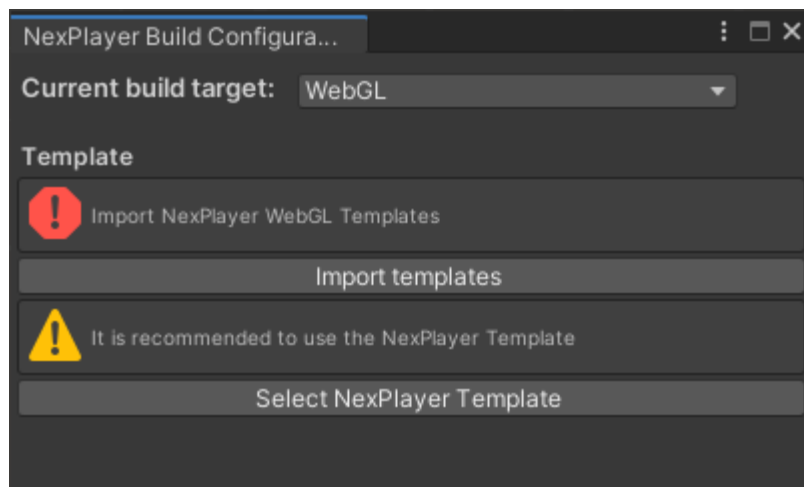 NexPlayer Build Configura...
Current build target: WebGL
Template
Import NexPlayer WebGL Templates
Import templates
It is recommended to use the NexPlayer Template
Select NexPlayer Template